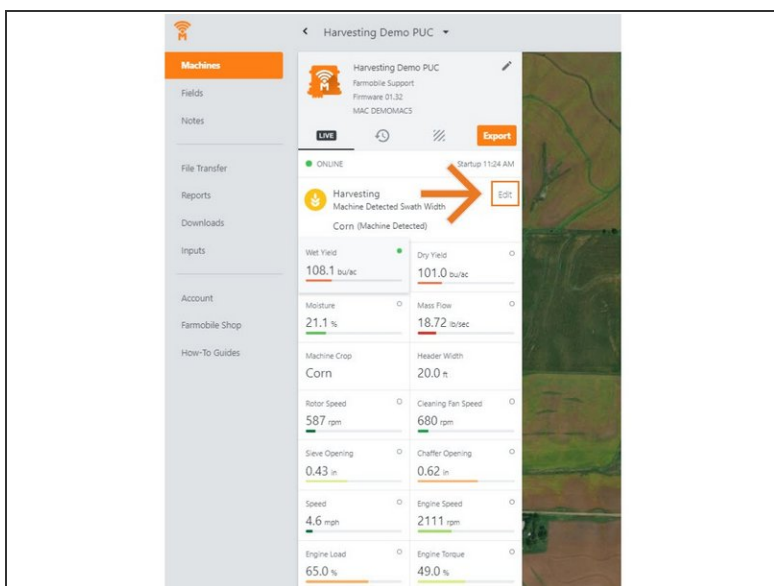 Harvesting Demo PUC
Machines
Fields
Notes
File Transfer
Reports
Downloads
Inputs
Account
Farmobile Shop
How-To Guides
Harvesting Demo PUC
Farmobile Support
Firmware 01.32
MAC DEMOMAC5
LIVE
Export
ONLINE
Startup 11:24 AM
Harvesting
Edit
Machine Detected Swath Width
Corn (Machine Detected)
Wet Yield
108.1 bu/ac
Dry Yield
101.0 bu/ac
Moisture
21.1 %
Mass Flow
18.72 lb/sec
Machine Crop
Corn
Header Width
20.0 ft
Rotor Speed
587 rpm
Cleaning Fan Speed
680 rpm
Sieve Opening
0.43 in
Chaffer Opening
0.62 in
Speed
4.6 mph
Engine Speed
2111 rpm
Engine Load
65.0 %
Engine Torque
49.0 %